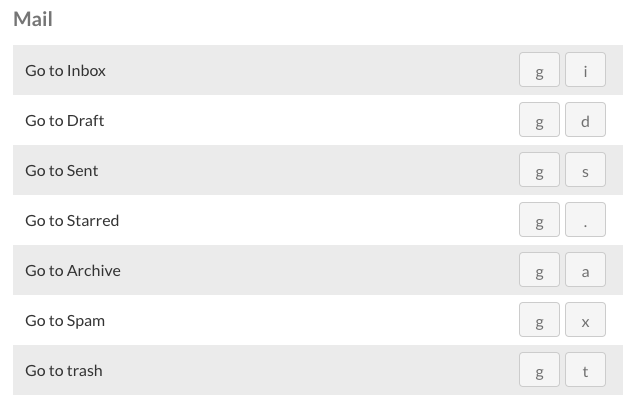 Mail
Go to Inbox g i
Go to Draft g d
Go to Sent g s
Go to Starred g .
Go to Archive g a
Go to Spam g x
Go to trash g t